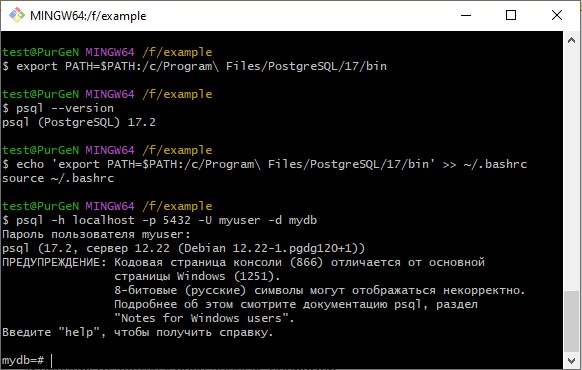 MINGW64:/f/example
test@PurGeN MINGW64 /f/example
$ export PATH=$PATH:/c/Program\ Files/PostgreSQL/17/bin
test@PurGeN MINGW64 /f/example
$ psql --version
psql (PostgreSQL) 17.2
test@PurGeN MINGW64 /f/example
$ echo 'export PATH=$PATH:/c/Program\ Files/PostgreSQL/17/bin' >> ~/.bashrc
source ~/.bashrc
test@PurGeN MINGW64 /f/example
$ psql -h localhost -p 5432 -U myuser -d mydb
Пароль пользователя myuser:
psql (17.2, сервер 12.22 (Debian 12.22-1.pgdg120+1))
ПРЕДУПРЕЖДЕНИЕ: Кодовая страница консоли (866) отличается от основной
страницы Windows (1251).
8-битовые (русские) символы могут отображаться некорректно.
Подробнее об этом смотрите документацию psql, раздел
"Notes for Windows users".
Введите "help", чтобы получить справку.
mydb=#